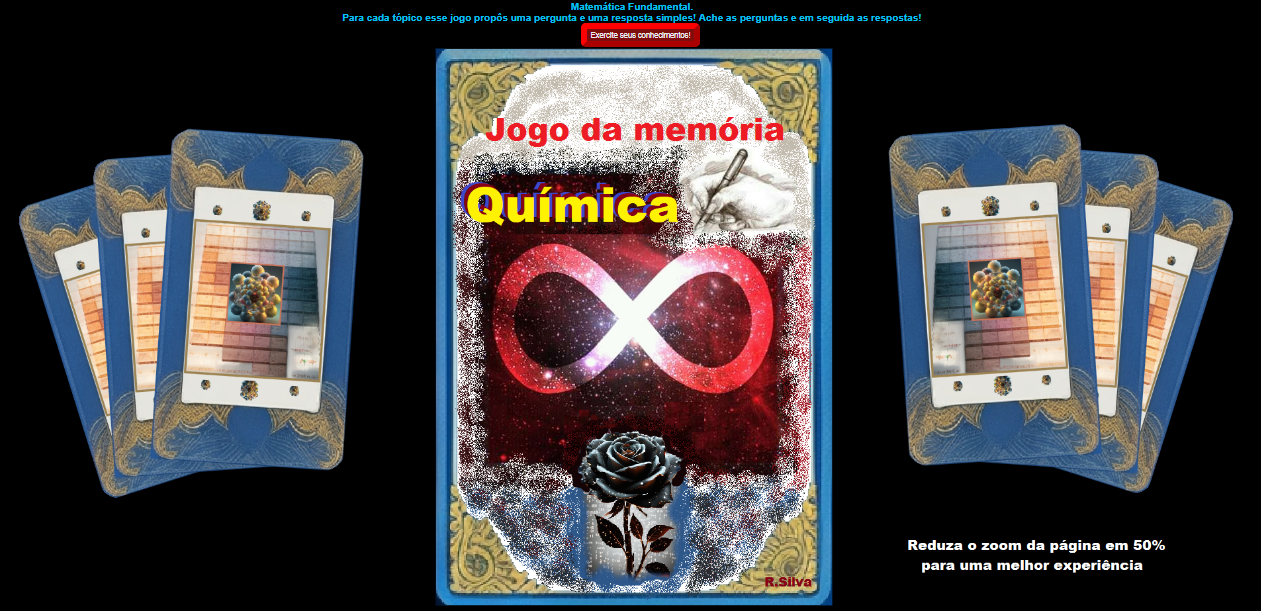 Matemática Fundamental.
Para cada tópico esse jogo propôs uma pergunta e uma resposta simples! Ache as perguntas e em seguida as respostas!
Exercite seus conhecimentos!
Jogo da memória
Química
R.Silva
Reduza o zoom da página em 50%
para uma melhor experiência